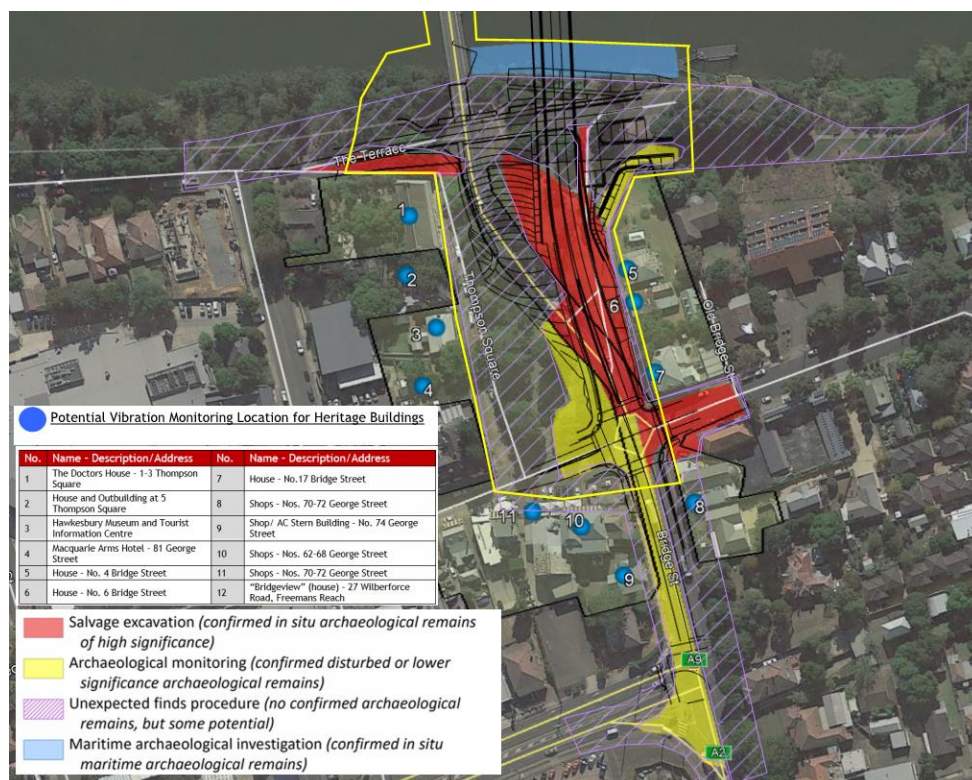 The Terrace
1
2
3
4
Thompson Square
5
6
7
Old Bridge St
8
9
10
11
Bridge St
A9
A2
Potential Vibration Monitoring Location for Heritage Buildings
No. Name - Description/Address No. Name - Description/Address
1 The Doctors House - 1-3 Thompson Square 7 House - No.17 Bridge Street
2 House and Outbuilding at 5 Thompson Square 8 Shops - Nos. 70-72 George Street
3 Hawkesbury Museum and Tourist Information Centre 9 Shop/ AC Stern Building - No. 74 George Street
4 Macquarie Arms Hotel - 81 George Street 10 Shops - Nos. 62-68 George Street
5 House - No. 4 Bridge Street 11 Shops - Nos. 70-72 George Street
6 House - No. 6 Bridge Street 12 "Bridgeview" (house) - 27 Wilberforce Road, Freemans Reach
Salvage excavation (confirmed in situ archaeological remains
of high significance)
Archaeological monitoring (confirmed disturbed or lower
significance archaeological remains)
Unexpected finds procedure (no confirmed archaeological
remains, but some potential)
Maritime archaeological investigation (confirmed in situ
maritime archaeological remains)